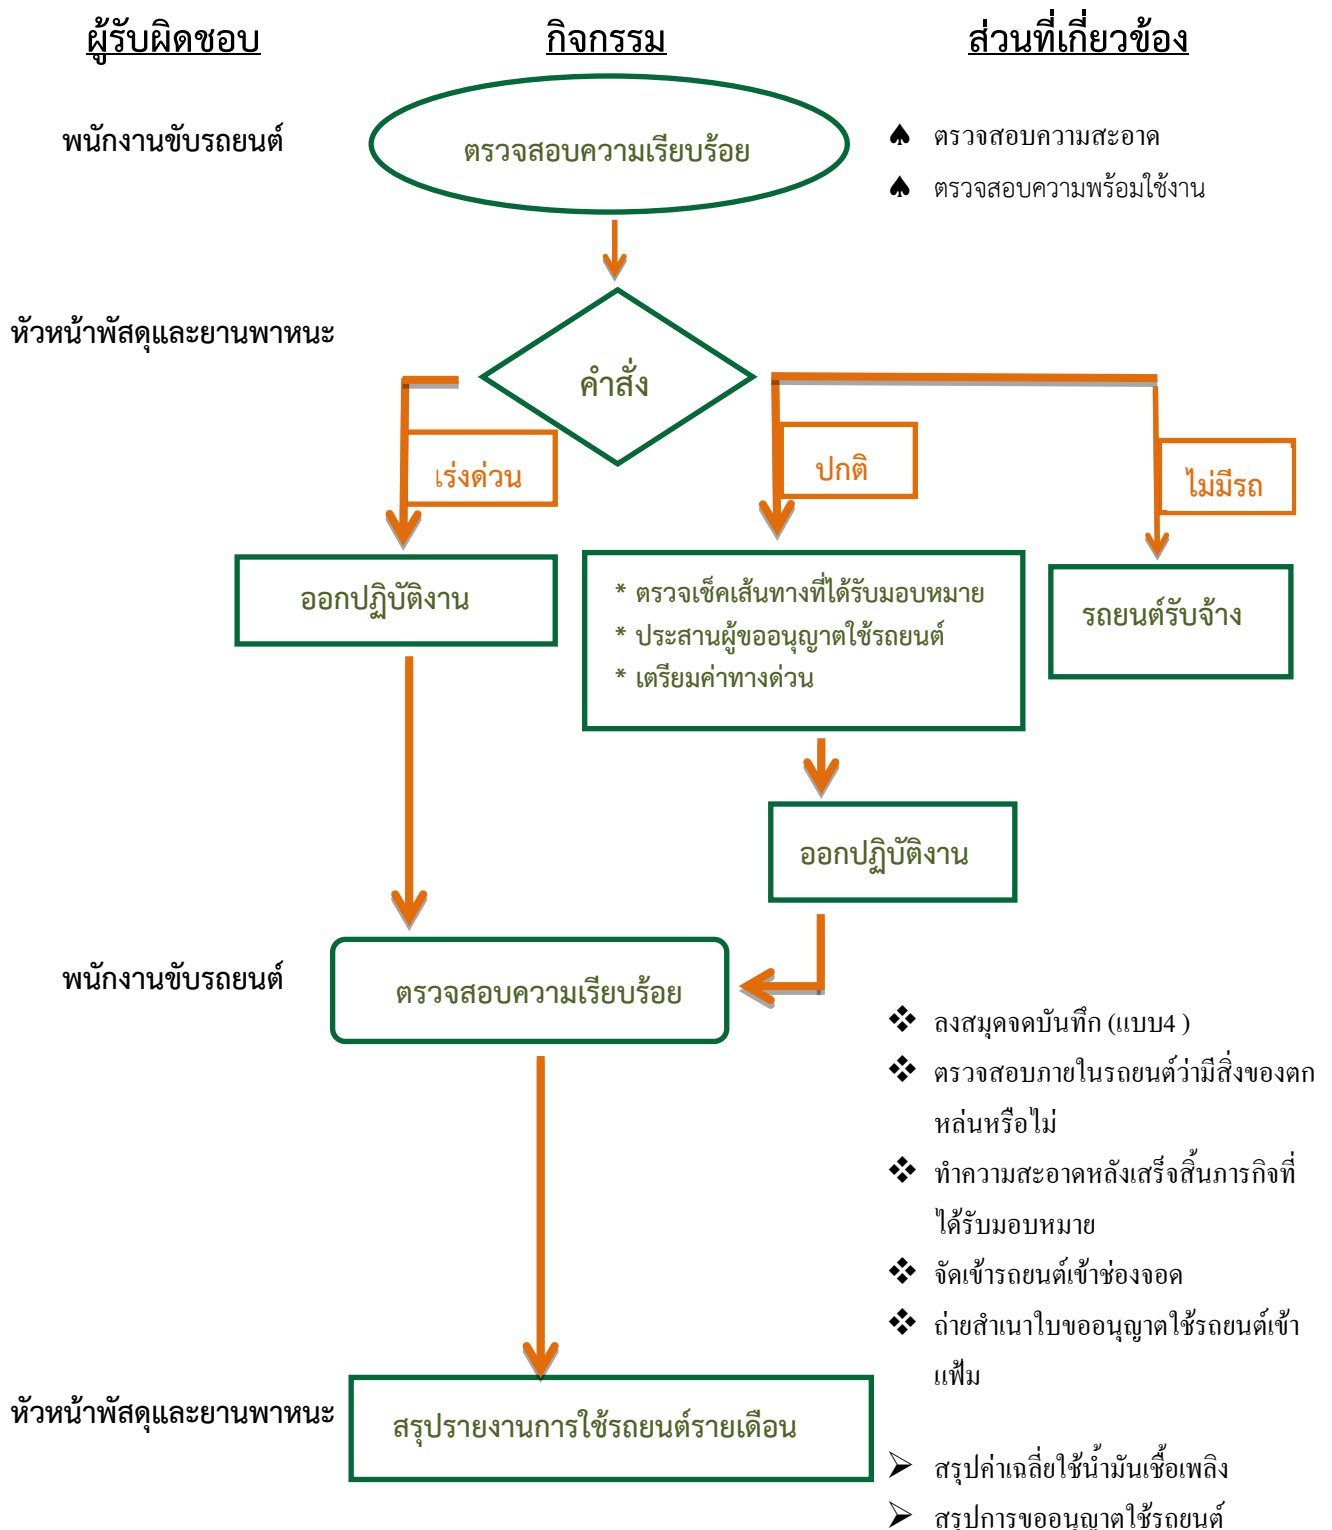 ผู้รับผิดชอบ
กิจกรรม
ส่วนที่เกี่ยวข้อง
พนักงานขับรถยนต์
ตรวจสอบความเรียบร้อย
♠ ตรวจสอบความสะอาด
♠ ตรวจสอบความพร้อมใช้งาน
หัวหน้าพัสดุและยานพาหนะ
คำสั่ง
เร่งด่วน
ปกติ
ไม่มีรถ
ออกปฏิบัติงาน
* ตรวจเช็คเส้นทางที่ได้รับมอบหมาย
* ประสานผู้ขออนุญาตใช้รถยนต์
* เตรียมค่าทางด่วน
รถยนต์รับจ้าง
ออกปฏิบัติงาน
พนักงานขับรถยนต์
ตรวจสอบความเรียบร้อย
❖ ลงสมุดจดบันทึก (แบบ4 )
❖ ตรวจสอบภายในรถยนต์ว่ามีสิ่งของตก
หล่นหรือไม่
❖ ทำความสะอาดหลังเสร็จสิ้นภารกิจที่
ได้รับมอบหมาย
❖ จัดเข้ารถยนต์เข้าช่องจอด
❖ ถ่ายสำเนาใบขออนุญาตใช้รถยนต์เข้า
แฟ้ม
หัวหน้าพัสดุและยานพาหนะ
สรุปรายงานการใช้รถยนต์รายเดือน
➢ สรุปค่าเฉลี่ยใช้น้ำมันเชื้อเพลิง
➢ สรุปการขออนุญาตใช้รถยนต์